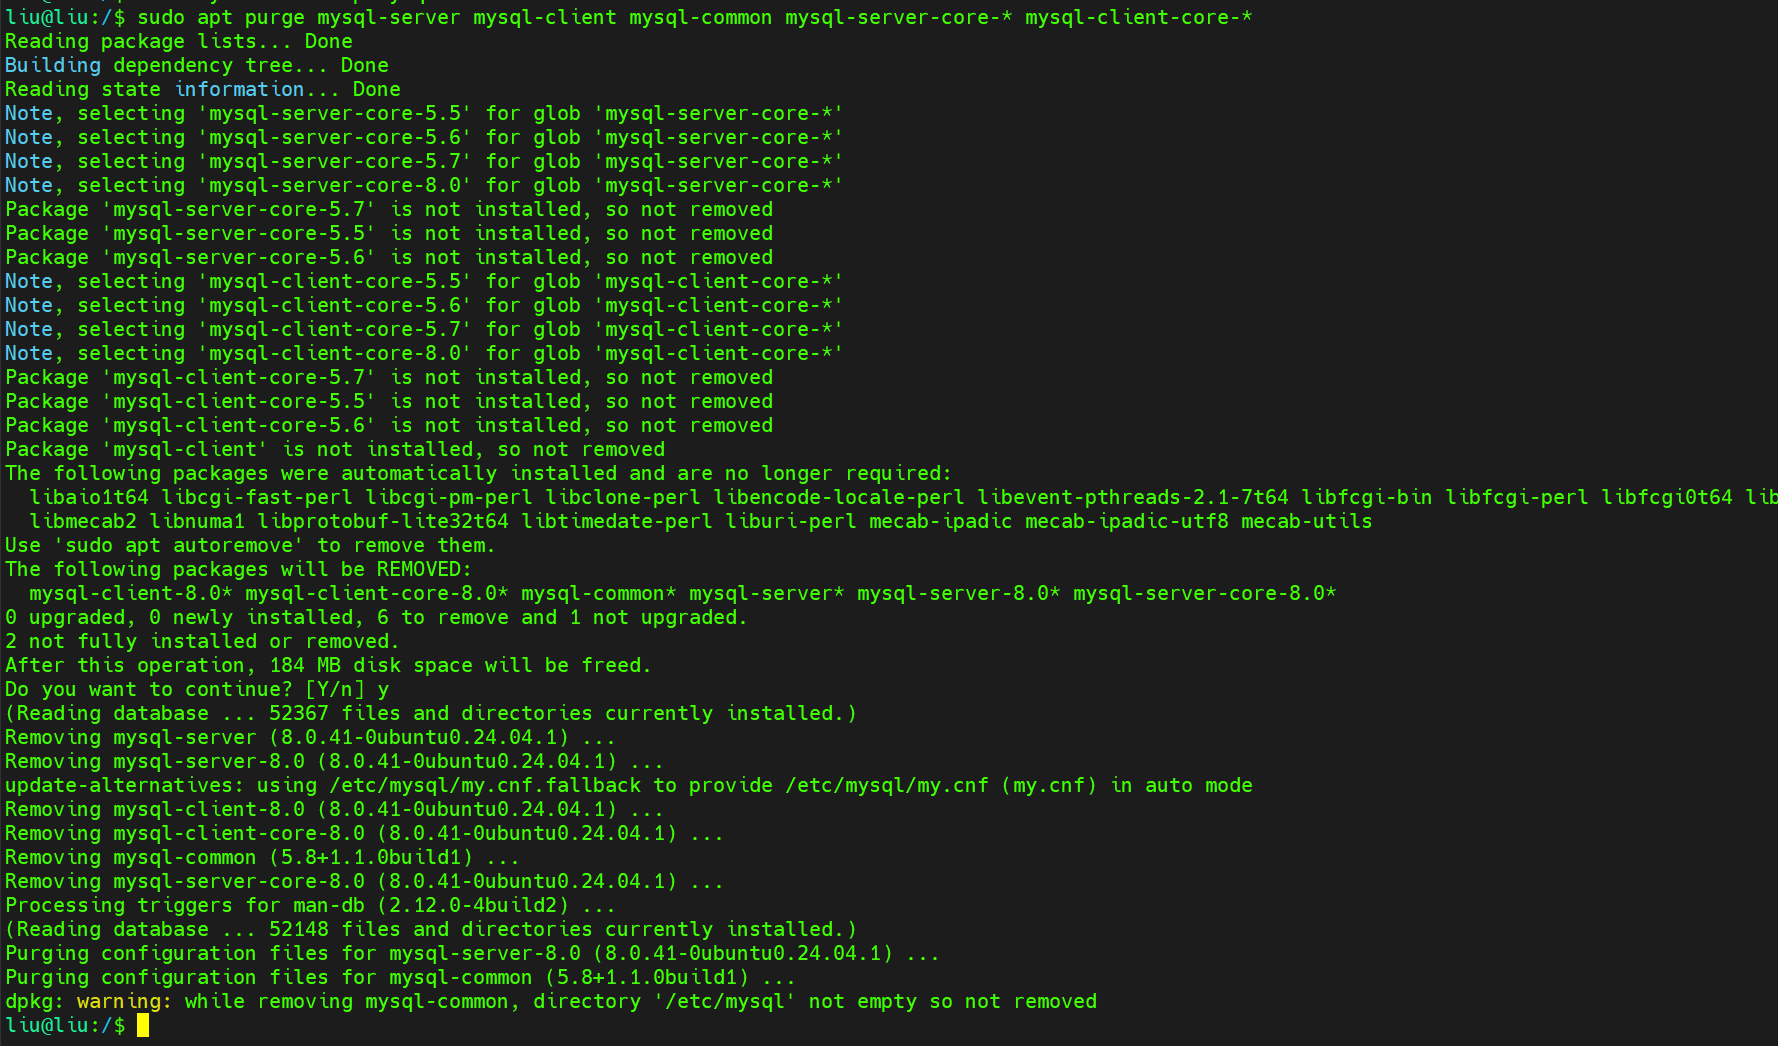 liu@liu:/$ sudo apt purge mysql-server mysql-client mysql-common mysql-server-core-* mysql-client-core-*
Reading package lists... Done
Building dependency tree... Done
Reading state information... Done
Note, selecting 'mysql-server-core-5.5' for glob 'mysql-server-core-*'
Note, selecting 'mysql-server-core-5.6' for glob 'mysql-server-core-*'
Note, selecting 'mysql-server-core-5.7' for glob 'mysql-server-core-*'
Note, selecting 'mysql-server-core-8.0' for glob 'mysql-server-core-*'
Package 'mysql-server-core-5.7' is not installed, so not removed
Package 'mysql-server-core-5.5' is not installed, so not removed
Package 'mysql-server-core-5.6' is not installed, so not removed
Note, selecting 'mysql-client-core-5.5' for glob 'mysql-client-core-*'
Note, selecting 'mysql-client-core-5.6' for glob 'mysql-client-core-*'
Note, selecting 'mysql-client-core-5.7' for glob 'mysql-client-core-*'
Note, selecting 'mysql-client-core-8.0' for glob 'mysql-client-core-*'
Package 'mysql-client-core-5.7' is not installed, so not removed
Package 'mysql-client-core-5.5' is not installed, so not removed
Package 'mysql-client-core-5.6' is not installed, so not removed
Package 'mysql-client' is not installed, so not removed
The following packages were automatically installed and are no longer required:
  libaio1t64 libcgi-fast-perl libcgi-pm-perl libclone-perl libencode-locale-perl libevent-pthreads-2.1-7t64 libfcgi-bin libfcgi-perl libfcgi0t64 lib
  libmecab2 libnuma1 libprotobuf-lite32t64 libtimedate-perl liburi-perl mecab-ipadic mecab-ipadic-utf8 mecab-utils
Use 'sudo apt autoremove' to remove them.
The following packages will be REMOVED:
  mysql-client-8.0* mysql-client-core-8.0* mysql-common* mysql-server* mysql-server-8.0* mysql-server-core-8.0*
0 upgraded, 0 newly installed, 6 to remove and 1 not upgraded.
2 not fully installed or removed.
After this operation, 184 MB disk space will be freed.
Do you want to continue? [Y/n] y
(Reading database ... 52367 files and directories currently installed.)
Removing mysql-server (8.0.41-0ubuntu0.24.04.1) ...
Removing mysql-server-8.0 (8.0.41-0ubuntu0.24.04.1) ...
update-alternatives: using /etc/mysql/my.cnf.fallback to provide /etc/mysql/my.cnf (my.cnf) in auto mode
Removing mysql-client-8.0 (8.0.41-0ubuntu0.24.04.1) ...
Removing mysql-client-core-8.0 (8.0.41-0ubuntu0.24.04.1) ...
Removing mysql-common (5.8+1.1.0build1) ...
Removing mysql-server-core-8.0 (8.0.41-0ubuntu0.24.04.1) ...
Processing triggers for man-db (2.12.0-4build2) ...
(Reading database ... 52148 files and directories currently installed.)
Purging configuration files for mysql-server-8.0 (8.0.41-0ubuntu0.24.04.1) ...
Purging configuration files for mysql-common (5.8+1.1.0build1) ...
dpkg: warning: while removing mysql-common, directory '/etc/mysql' not empty so not removed
liu@liu:/$